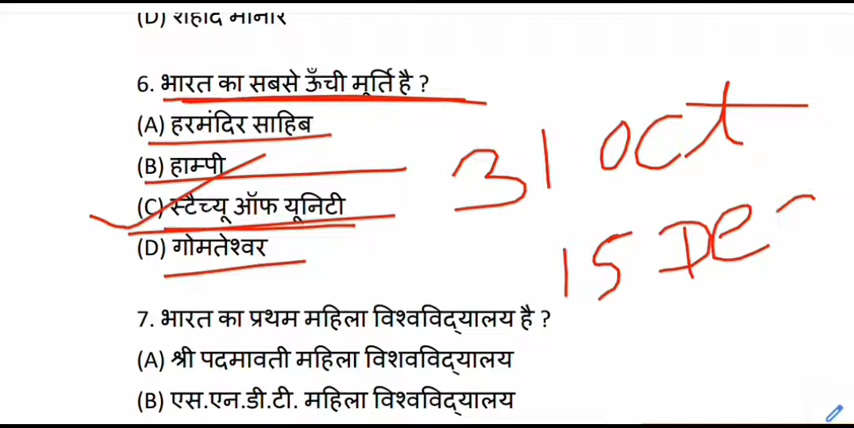 (D) शहीद मीनार
6. भारत का सबसे ऊँची मूर्ति है ?
(A) हरमंदिर साहिब
(B) हाम्पी
(C) स्टैच्यू ऑफ यूनिटी
(D) गोमतेश्वर
31 oct
15 De
7. भारत का प्रथम महिला विश्वविद्यालय है ?
(A) श्री पदमावती महिला विशवविद्यालय
(B) एस.एन.डी.टी. महिला विश्वविद्यालय